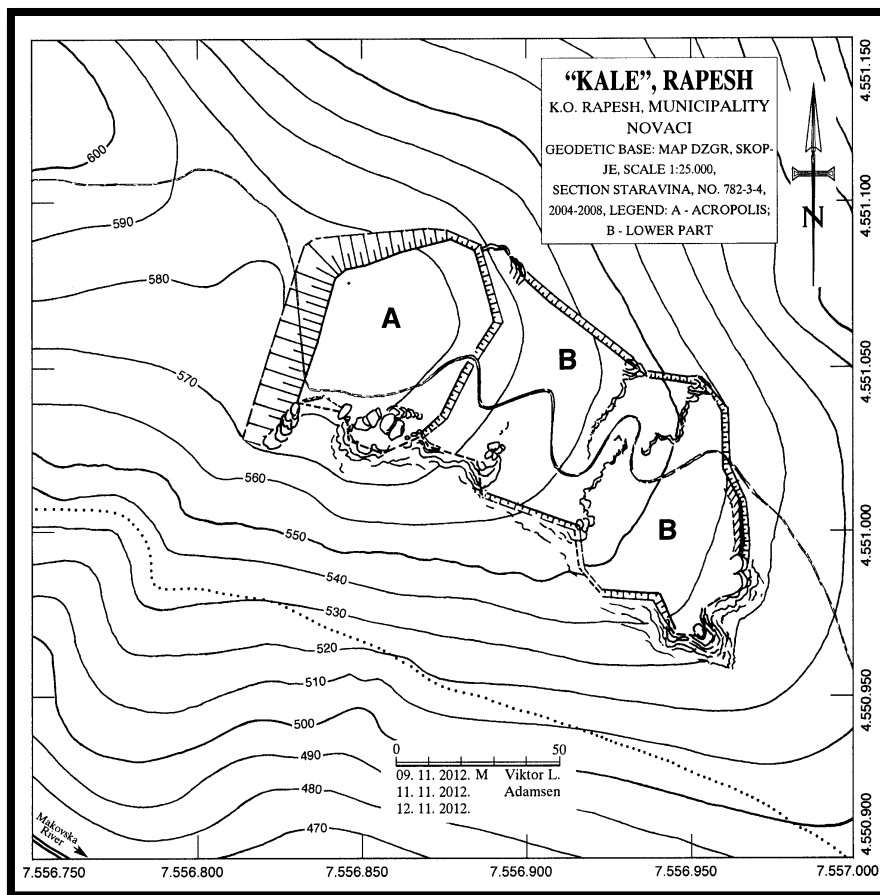 “KALE”, RAPESH
K.O. RAPESH, MUNICIPALITY
NOVACI
GEODETIC BASE: MAP DZGR, SKOP-
JE, SCALE 1:25.000,
SECTION STARAVINA, NO. 782-3-4,
2004-2008, LEGEND: A - ACROPOLIS;
B - LOWER PART
N
600
590
580
570
560
550
540
530
520
510
500
490
480
470
A
B
B
0 50
09. 11. 2012. M Viktor L.
11. 11. 2012. Adamsen
12. 11. 2012.
Makovska
River
4.551.150
4.551.100
4.551.050
4.551.000
4.550.950
4.550.900
7.556.750 7.556.800 7.556.850 7.556.900 7.556.950 7.557.000